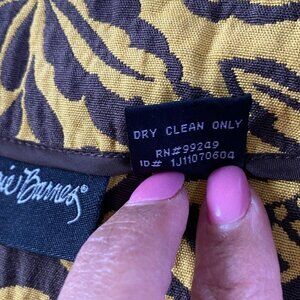 DRY CLEAN ONLY
RN#99249
ID# 1J11070604
Barnes®